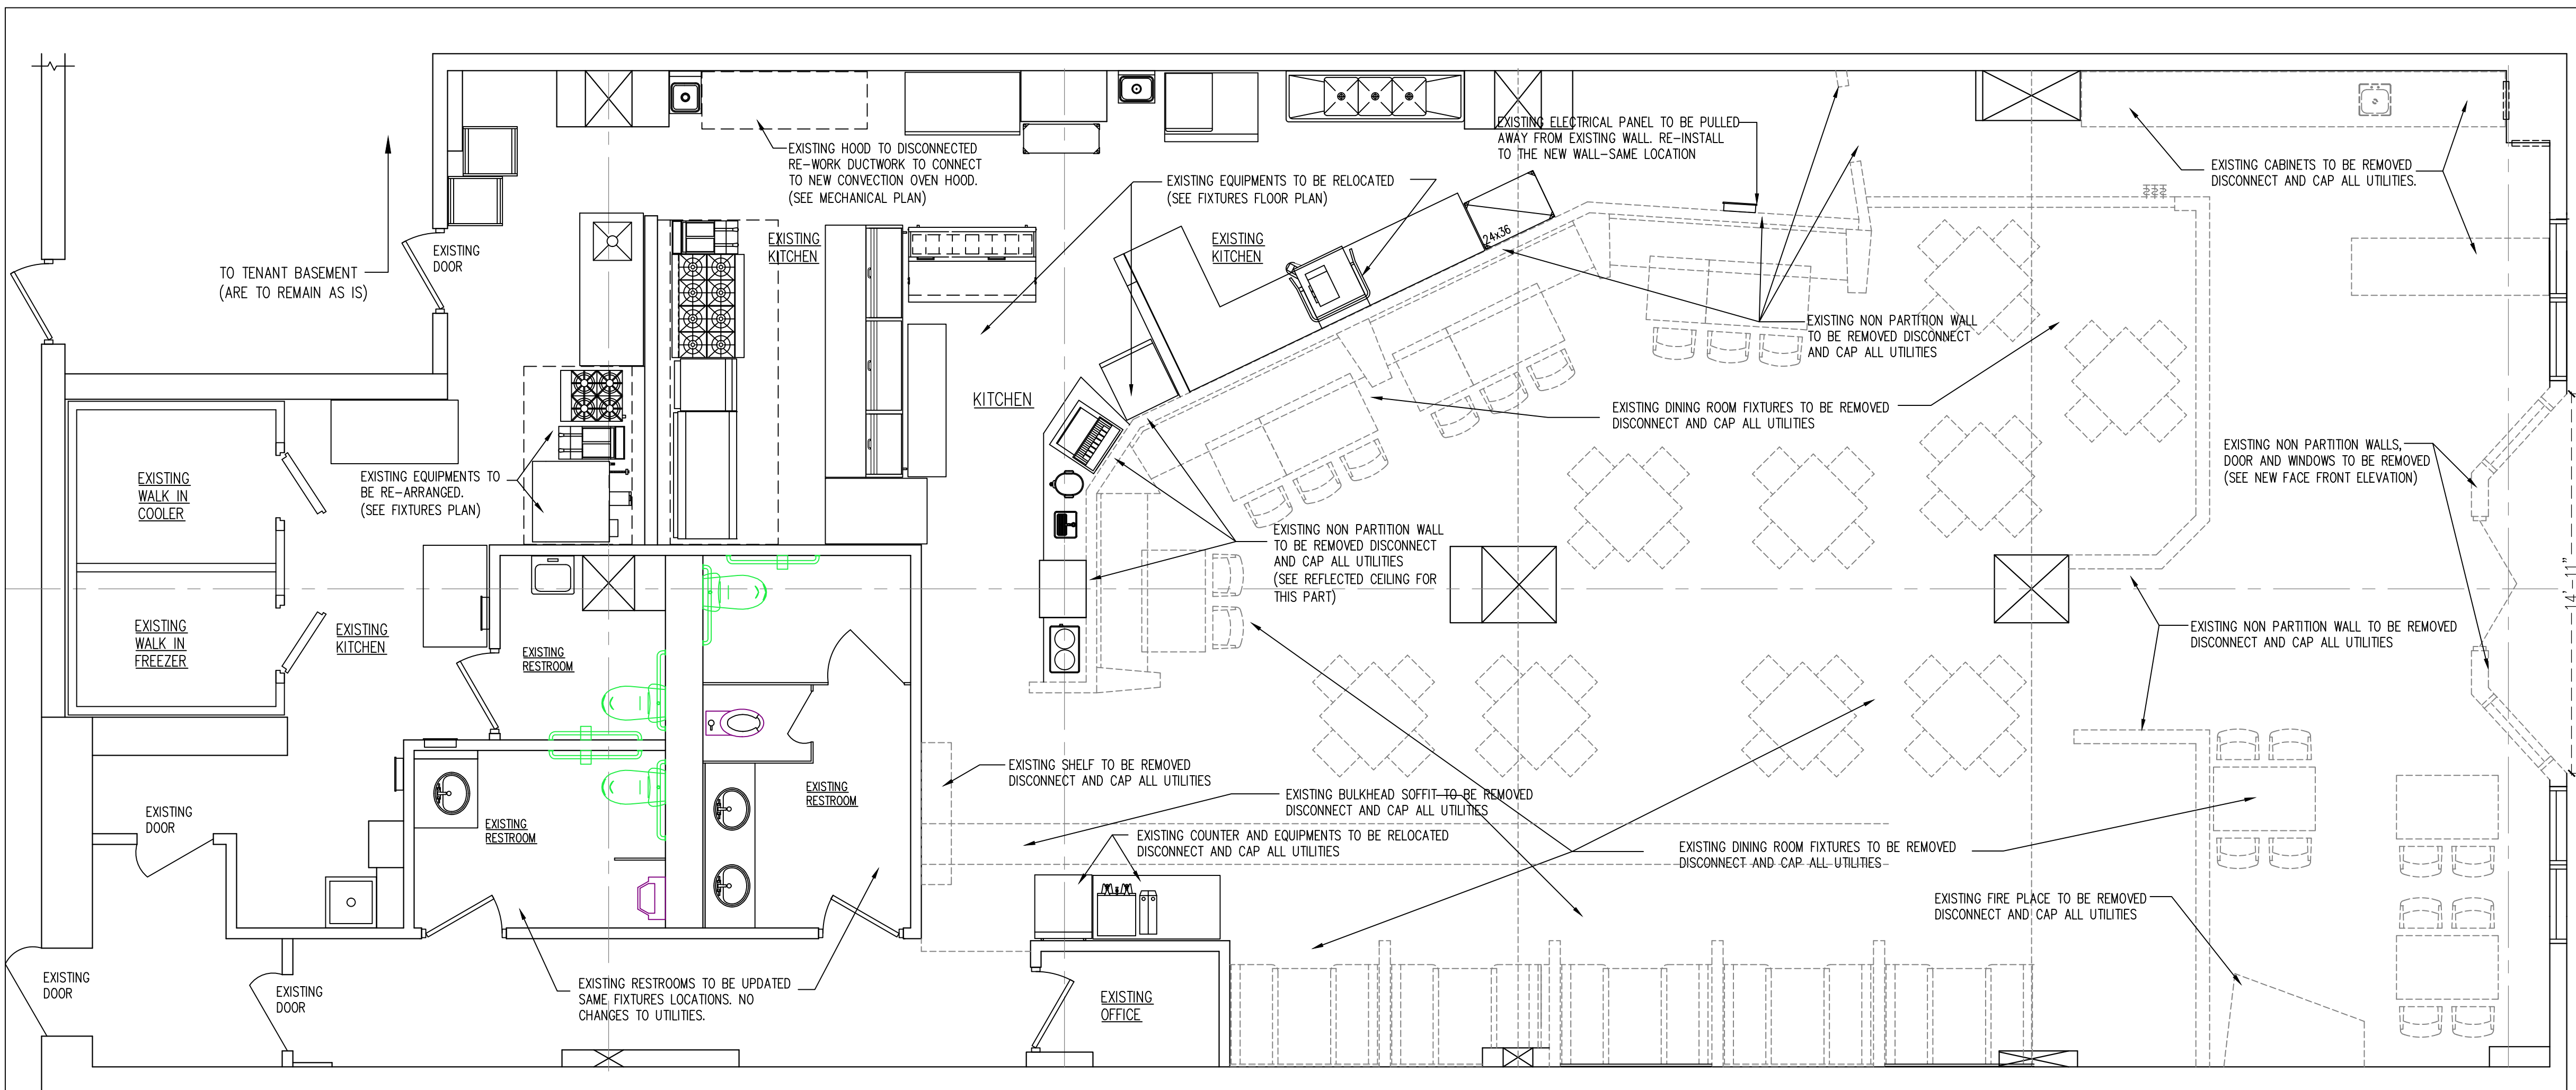 EXISTING HOOD TO DISCONNECTED
RE-WORK DUCTWORK TO CONNECT
TO NEW CONVECTION OVEN HOOD.
(SEE MECHANICAL PLAN)
EXISTING ELECTRICAL PANEL TO BE PULLED
AWAY FROM EXISTING WALL. RE-INSTALL
TO THE NEW WALL-SAME LOCATION
EXISTING CABINETS TO BE REMOVED
DISCONNECT AND CAP ALL UTILITIES.
EXISTING EQUIPMENTS TO BE RELOCATED
(SEE FIXTURES FLOOR PLAN)
EXISTING
DOOR
EXISTING
KITCHEN
EXISTING
KITCHEN
24x36
TO TENANT BASEMENT
(ARE TO REMAIN AS IS)
EXISTING NON PARTITION WALL
TO BE REMOVED DISCONNECT
AND CAP ALL UTILITIES
KITCHEN
EXISTING DINING ROOM FIXTURES TO BE REMOVED
DISCONNECT AND CAP ALL UTILITIES
EXISTING NON PARTITION WALLS,
DOOR AND WINDOWS TO BE REMOVED
(SEE NEW FACE FRONT ELEVATION)
EXISTING
WALK IN
COOLER
EXISTING EQUIPMENTS TO
BE RE-ARRANGED.
(SEE FIXTURES PLAN)
EXISTING NON PARTITION WALL
TO BE REMOVED DISCONNECT
AND CAP ALL UTILITIES
(SEE REFLECTED CEILING FOR
THIS PART)
14'-11"
EXISTING
WALK IN
FREEZER
EXISTING
KITCHEN
EXISTING
RESTROOM
EXISTING NON PARTITION WALL TO BE REMOVED
DISCONNECT AND CAP ALL UTILITIES
EXISTING SHELF TO BE REMOVED
DISCONNECT AND CAP ALL UTILITIES
EXISTING
RESTROOM
EXISTING BULKHEAD SOFFIT TO BE REMOVED
DISCONNECT AND CAP ALL UTILITIES
EXISTING
DOOR
EXISTING
RESTROOM
EXISTING COUNTER AND EQUIPMENTS TO BE RELOCATED
DISCONNECT AND CAP ALL UTILITIES
EXISTING DINING ROOM FIXTURES TO BE REMOVED
DISCONNECT AND CAP ALL UTILITIES
EXISTING FIRE PLACE TO BE REMOVED
DISCONNECT AND CAP ALL UTILITIES
EXISTING
DOOR
EXISTING
DOOR
EXISTING RESTROOMS TO BE UPDATED
SAME FIXTURES LOCATIONS. NO
CHANGES TO UTILITIES.
EXISTING
OFFICE